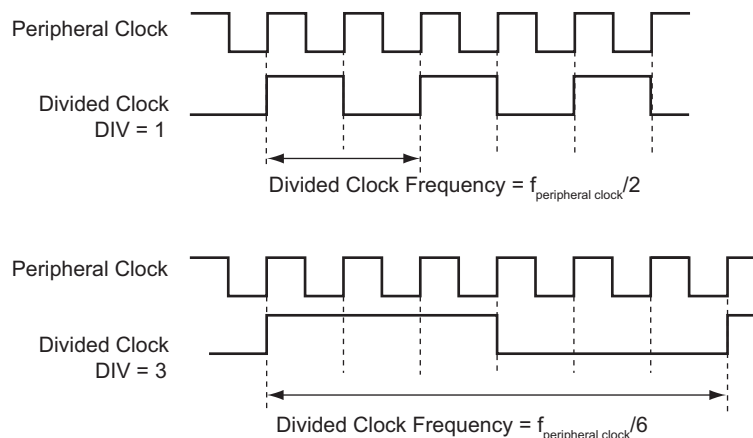 Peripheral Clock
Divided Clock
DIV = 1
Divided Clock Frequency = fperipheral clock/2
Peripheral Clock
Divided Clock
DIV = 3
Divided Clock Frequency = fperipheral clock/6